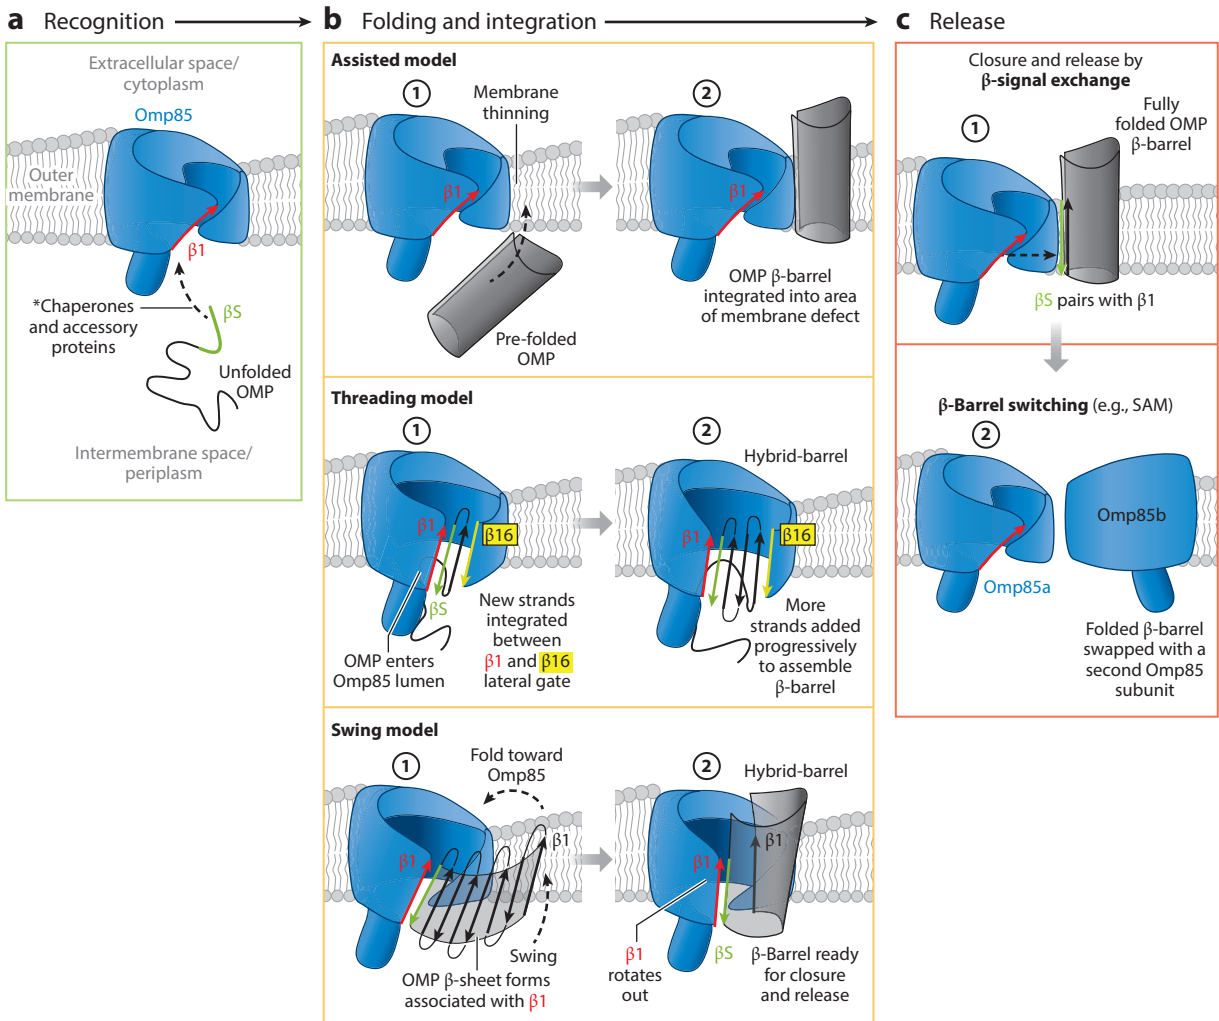 a Recognition
Extracellular space/
cytoplasm
Omp85
Outer
membrane
β1
*Chaperones
and accessory
proteins
βS
Unfolded
OMP
Intermembrane space/
periplasm
b Folding and integration
Assisted model
1
Membrane
thinning
β1
Pre-folded
OMP
2
β1
OMP β-barrel
integrated into area
of membrane defect
Threading model
1
β1
β16
βS
OMP enters
Omp85 lumen
New strands
integrated
between
β1 and β16
lateral gate
2
Hybrid-barrel
β1
β16
More
strands added
progressively
to assemble
β-barrel
Swing model
1
Fold toward
Omp85
β1
β1
Swing
OMP β-sheet forms
associated with β1
2
Hybrid-barrel
β1
β1
β1
rotates
out
βS
β-Barrel ready
for closure
and release
c Release
Closure and release by
β-signal exchange
1
Fully
folded OMP
β-barrel
βS pairs with β1
β-Barrel switching (e.g., SAM)
2
Omp85b
Omp85a
Folded β-barrel
swapped with a
second Omp85
subunit